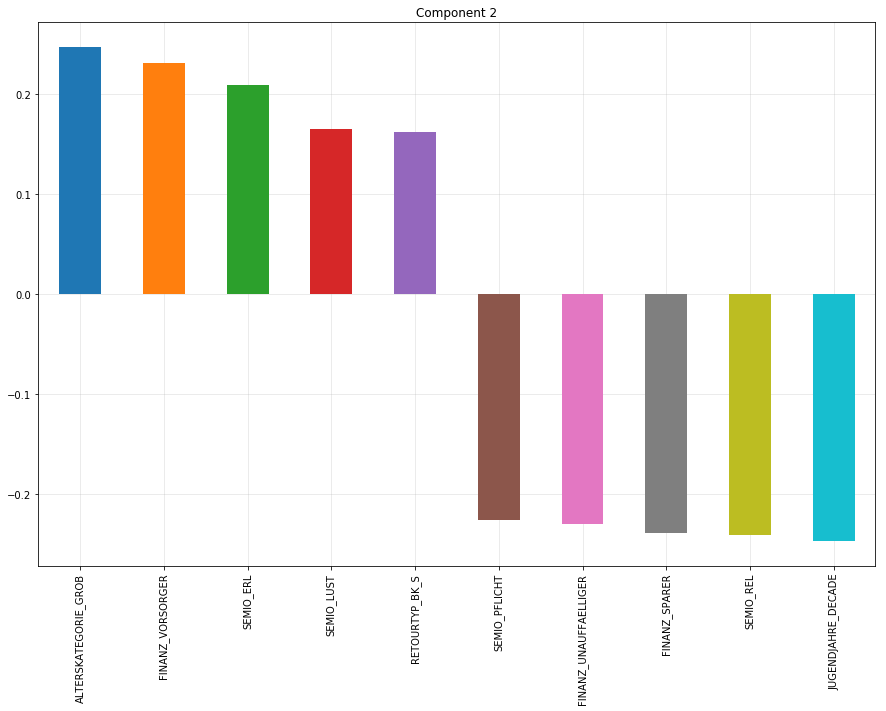 Component 2
0.2
0.1
0.0
−0.1
−0.2
ALTERSKATEGORIE_GROB
FINANZ_VORSORGER
SEMIO_ERL
SEMIO_LUST
RETOURTYP_BK_S
SEMIO_PFLICHT
FINANZ_UNAUFFAELLIGER
FINANZ_SPARER
SEMIO_REL
JUGENDJAHRE_DECADE